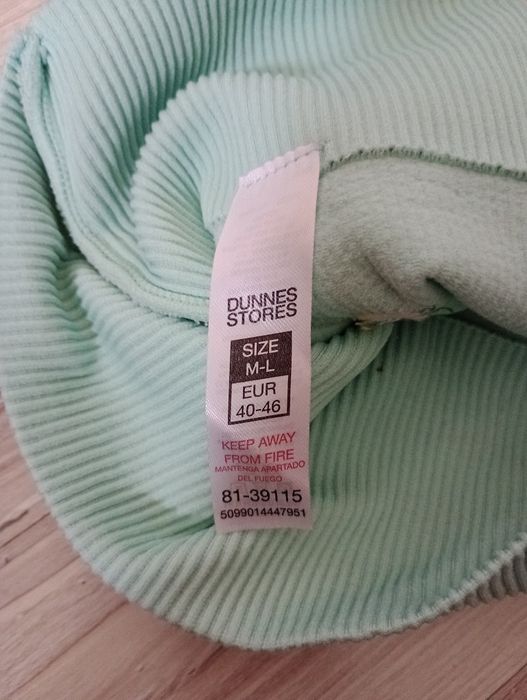 DUNNES
STORES
SIZE
M-L
EUR
40-46
KEEP AWAY
FROM FIRE
MANTENGA APARTADO
DEL FUEGO
81-39115
5099014447951